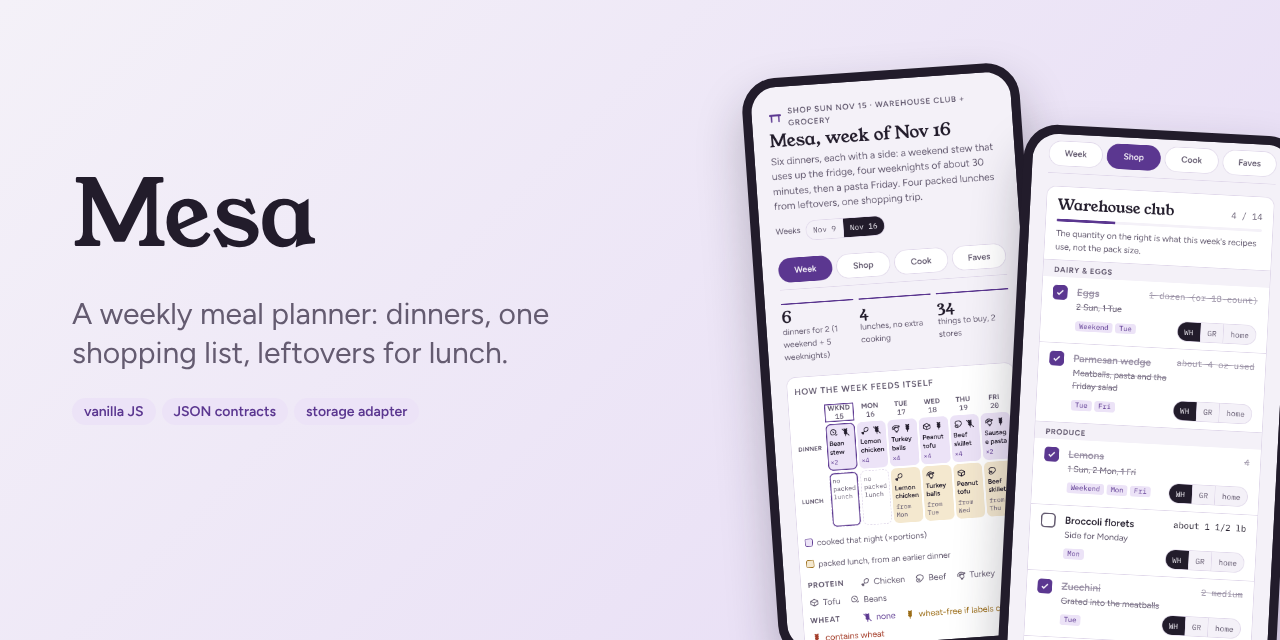 Mesa
A weekly meal planner: dinners, one
shopping list, leftovers for lunch.
vanilla JS
JSON contracts
storage adapter
SHOP SUN NOV 15 · WAREHOUSE CLUB +
GROCERY
Mesa, week of Nov 16
Six dinners, each with a side: a weekend stew that
uses up the fridge, four weeknights of about 30
minutes, then a pasta Friday. Four packed lunches
from leftovers, one shopping trip.
Weeks Nov 9 Nov 16
Week Shop Cook Faves
6 4 34
dinners for 2 (1
weekend + 5
weeknights)
lunches, no extra
cooking
things to buy, 2
stores
HOW THE WEEK FEEDS ITSELF
WKND MON TUE WED THU FRI
15 16 17 18 19 20
DINNER
Bean
stew
×2
Lemon
chicken
×4
Turkey
balls
×4
Peanut
tofu
×4
Beef
skillet
×4
Sausag
e pasta
×2
LUNCH
no
packed
lunch
no
packed
lunch
Lemon
chicken
from
Mon
Turkey
balls
from
Tue
Peanut
tofu
from
Wed
Beef
skillet
from
Thu
cooked that night (×portions)
packed lunch, from an earlier dinner
PROTEIN Chicken Beef Turkey
Tofu Beans
WHEAT none wheat-free if labels
contains wheat
Week Shop Cook Faves
Warehouse club 4 / 14
The quantity on the right is what this week's recipes
use, not the pack size.
DAIRY & EGGS
Eggs 1 dozen (or 18 count)
2 Sun, 1 Tue
Weekend Tue WH GR home
Parmesan wedge about 4 oz used
Meatballs, pasta and the
Friday salad
Tue Fri WH GR home
PRODUCE
Lemons 4
1 Sun, 2 Mon, 1 Fri
Weekend Mon Fri WH GR home
Broccoli florets about 1 1/2 lb
Side for Monday
Mon WH GR home
Zucchini 2 medium
Grated into the meatballs
Tue WH GR home